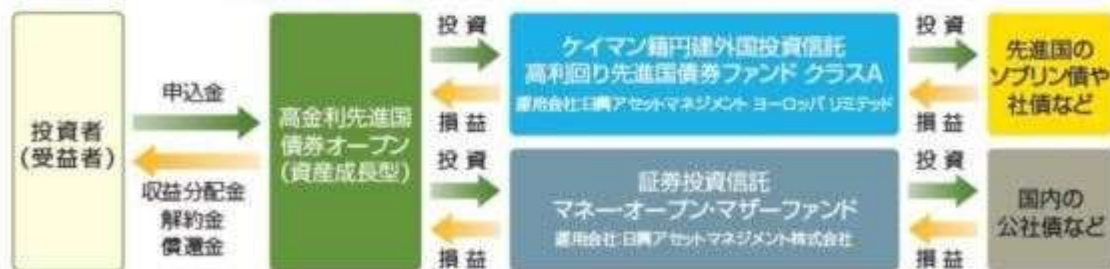 投資者
(受益者)
申込金
収益分配金
解約金
償還金
高金利先進国
債券オープン
(資産成長型)
投資
損益
投資
損益
ケイマン籍円建外国投資信託
高利回り先進国債券ファンド クラスA
運用会社:日興アセットマネジメント ヨーロッパ リミテッド
証券投資信託
マネー・オープン・マザーファンド
運用会社:日興アセットマネジメント株式会社
投資
損益
投資
損益
先進国の
ソブリン債や
社債など
国内の
公社債など